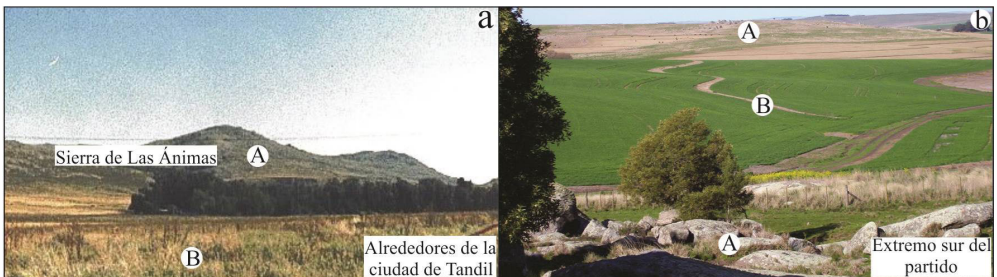 a
Sierra de Las Ánimas
A
B
Alrededores de la
ciudad de Tandil
b
A
B
A
Extremo sur del
partido